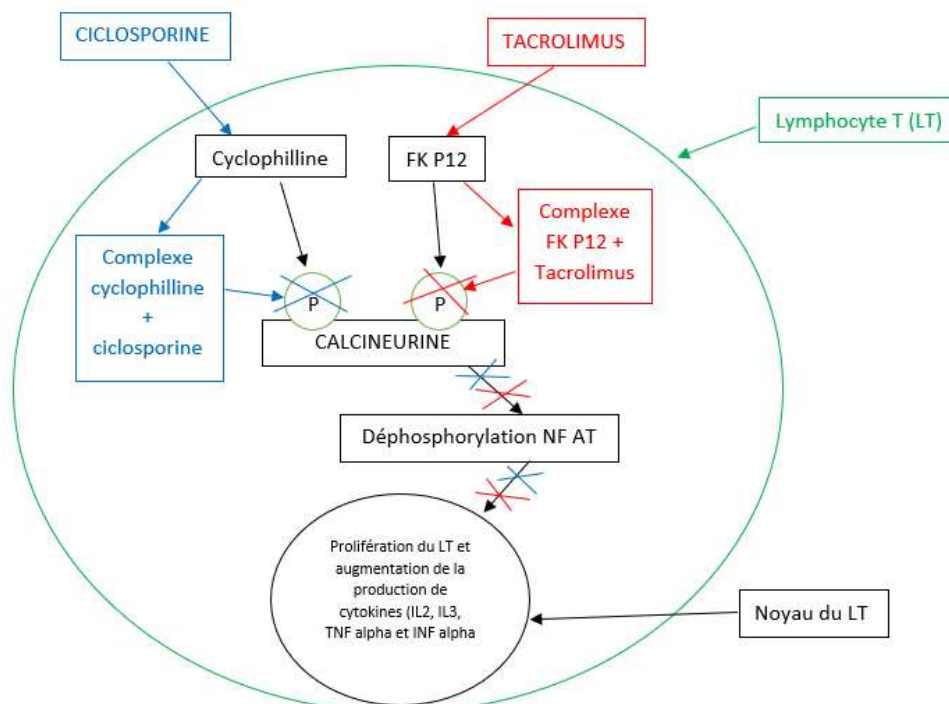 CICLOSPORINE
TACROLIMUS
Lymphocyte T (LT)
Cyclophilline
FK P12
Complexe
cyclophilline
+
ciclosporine
Complexe
FK P12 +
Tacrolimus
P
P
CALCINEURINE
Déphosphorylation NF AT
Prolifération du LT et
augmentation de la
production de
cytokines (IL2, IL3,
TNF alpha et INF alpha
Noyau du LT